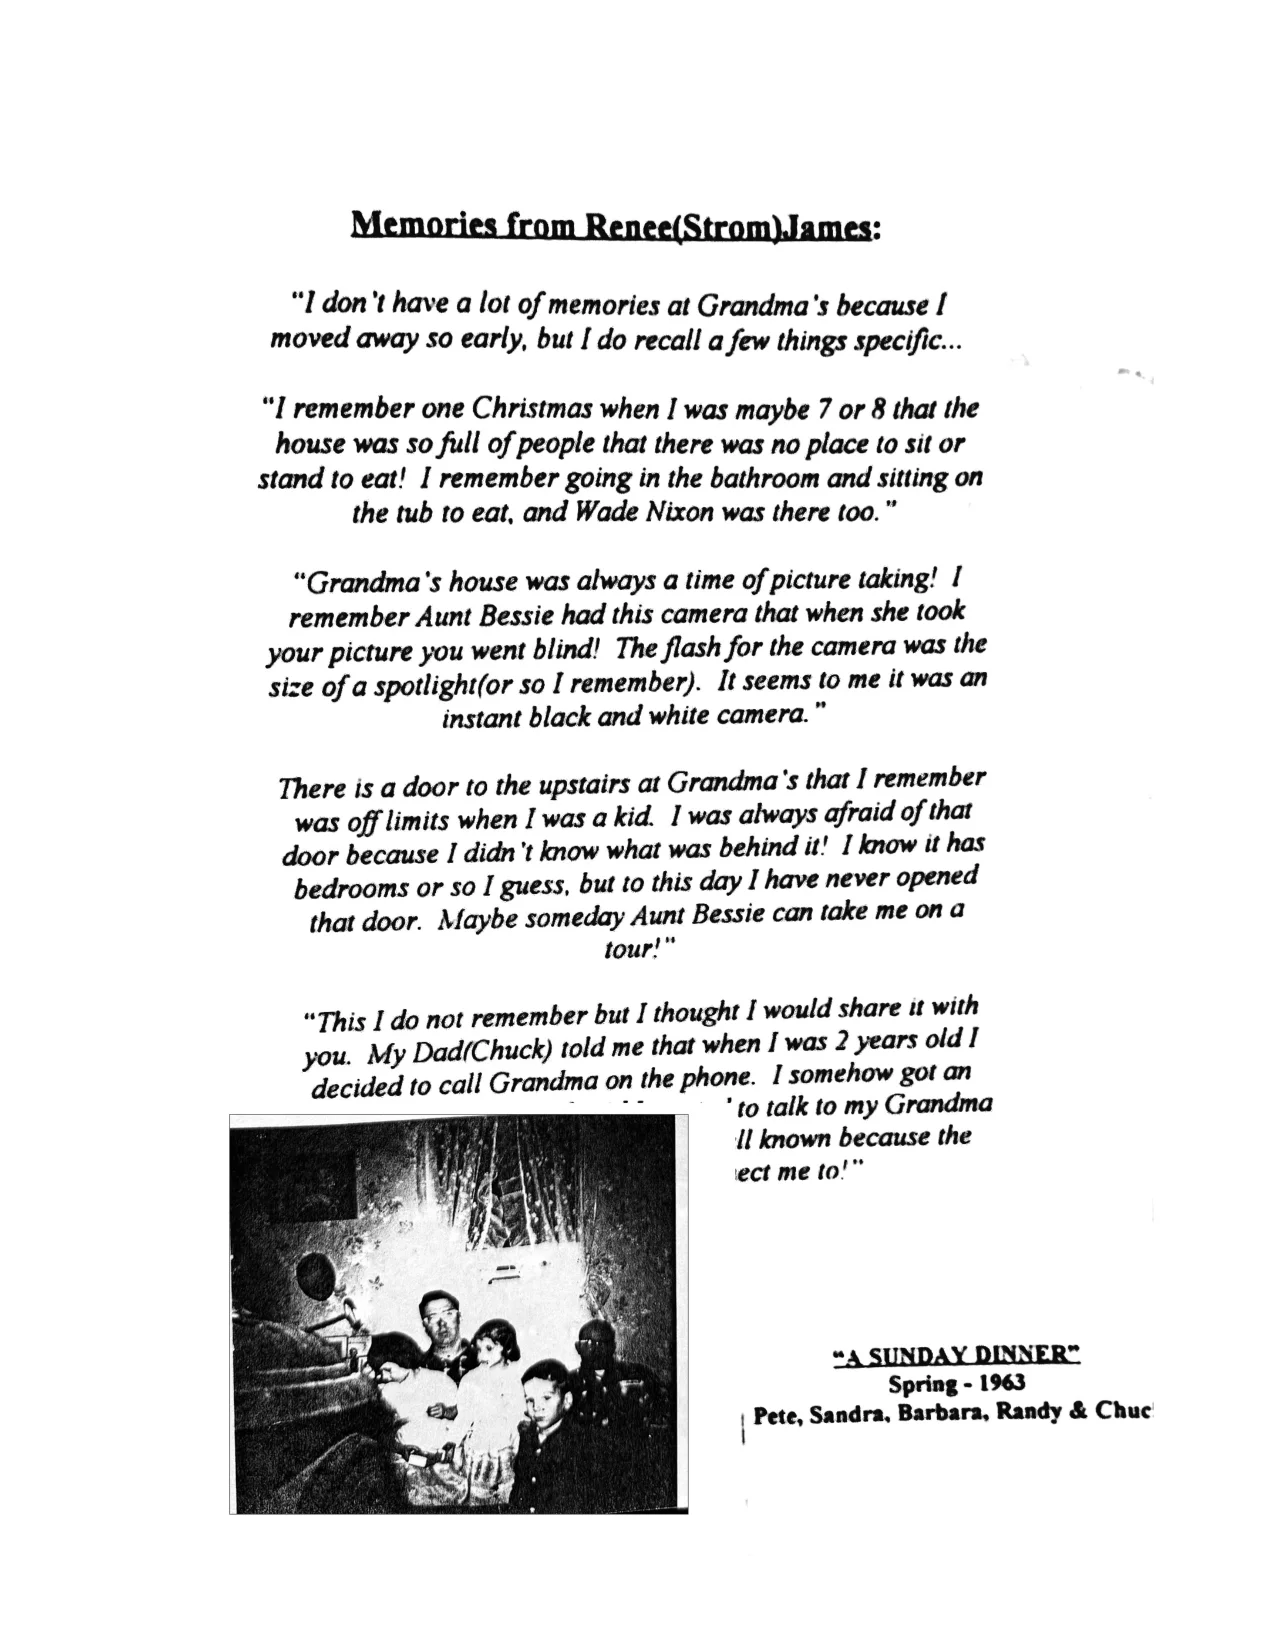 Memories from Renee(Strom)James:
"I don't have a lot of memories at Grandma's because I
moved away so early, but I do recall a few things specific...
"I remember one Christmas when I was maybe 7 or 8 that the
house was so full of people that there was no place to sit or
stand to eat!  I remember going in the bathroom and sitting on
the tub to eat, and Wade Nixon was there too."
"Grandma's house was always a time of picture taking!  I
remember Aunt Bessie had this camera that when she took
your picture you went blind!  The flash for the camera was the
size of a spotlight(or so I remember).  It seems to me it was an
instant black and white camera."
There is a door to the upstairs at Grandma's that I remember
was off limits when I was a kid.  I was always afraid of that
door because I didn't know what was behind it!  I know it has
bedrooms or so I guess, but to this day I have never opened
that door.  Maybe someday Aunt Bessie can take me on a
tour!"
"This I do not remember but I thought I would share it with
you.  My Dad(Chuck) told me that when I was 2 years old I
decided to call Grandma on the phone.  I somehow got an
to talk to my Grandma
ll known because the
ect me to!"
"A SUNDAY DINNER"
Spring - 1963
Pete, Sandra, Barbara, Randy & Chuc